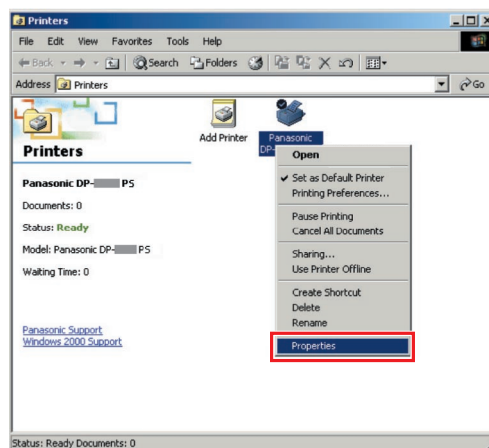 Printers
File Edit View Favorites Tools Help
Back Search Folders
Address Printers Go
Printers
Panasonic DP- PS
Documents: 0
Status: Ready
Model: Panasonic DP- PS
Waiting Time: 0
Panasonic Support
Windows 2000 Support
Add Printer
Panasonic
DP-
Open
Set as Default Printer
Printing Preferences...
Pause Printing
Cancel All Documents
Sharing...
Use Printer Offline
Create Shortcut
Delete
Rename
Properties
Status: Ready Documents: 0